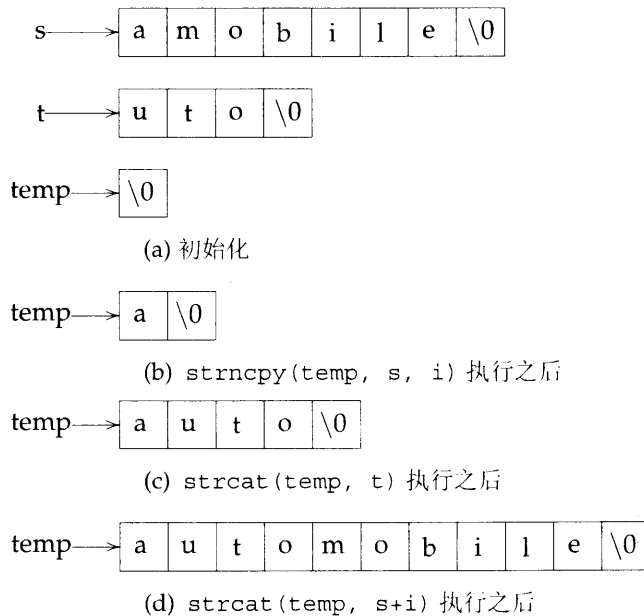 s a m o b i l e \0
t u t o \0
temp \0
(a) 初始化
temp a \0
(b) strncpy(temp, s, i) 执行之后
temp a u t o \0
(c) strcat(temp, t) 执行之后
temp a u t o m o b i l e \0
(d) strcat(temp, s+i) 执行之后